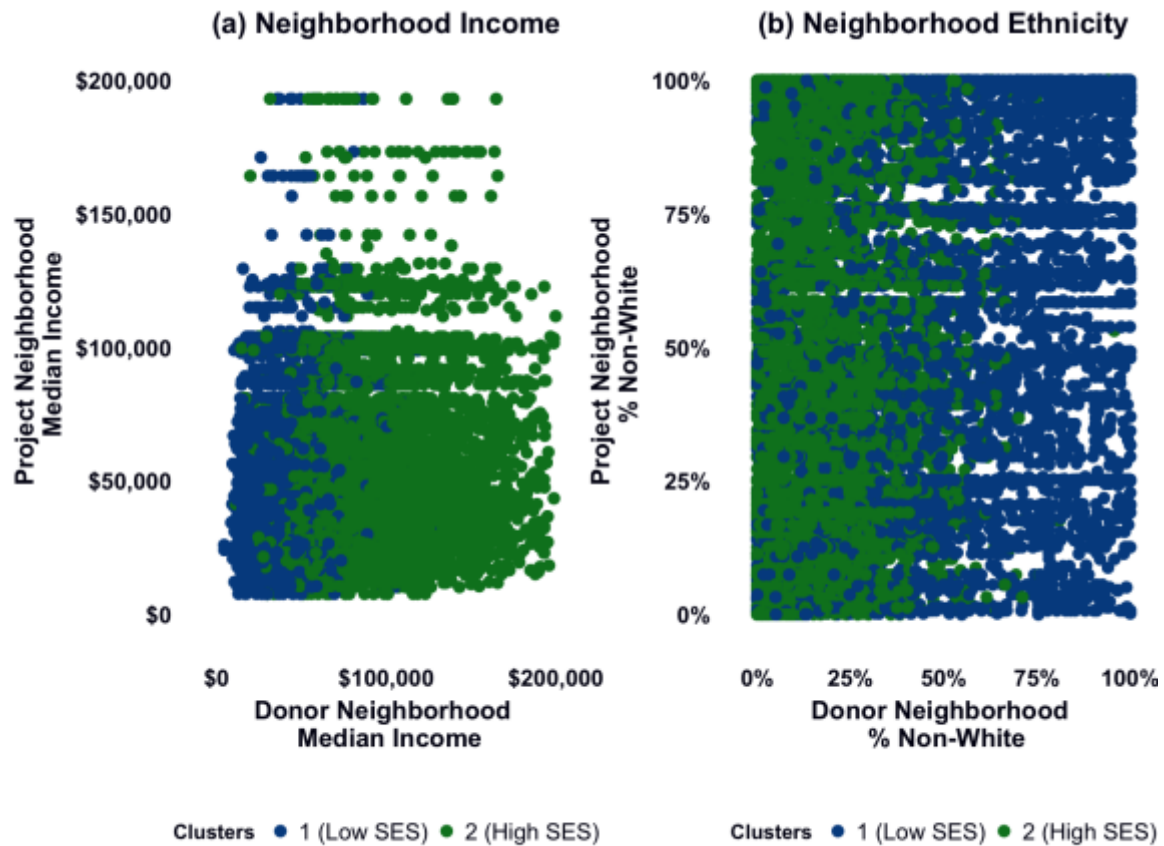 (a) Neighborhood Income
$200,000
$150,000
$100,000
$50,000
$0
Project Neighborhood
Median Income
$0
$100,000
$200,000
Donor Neighborhood
Median Income
Clusters 1 (Low SES) 2 (High SES)
(b) Neighborhood Ethnicity
100%
75%
50%
25%
0%
Project Neighborhood
% Non-White
0%
25%
50%
75%
100%
Donor Neighborhood
% Non-White
Clusters 1 (Low SES) 2 (High SES)